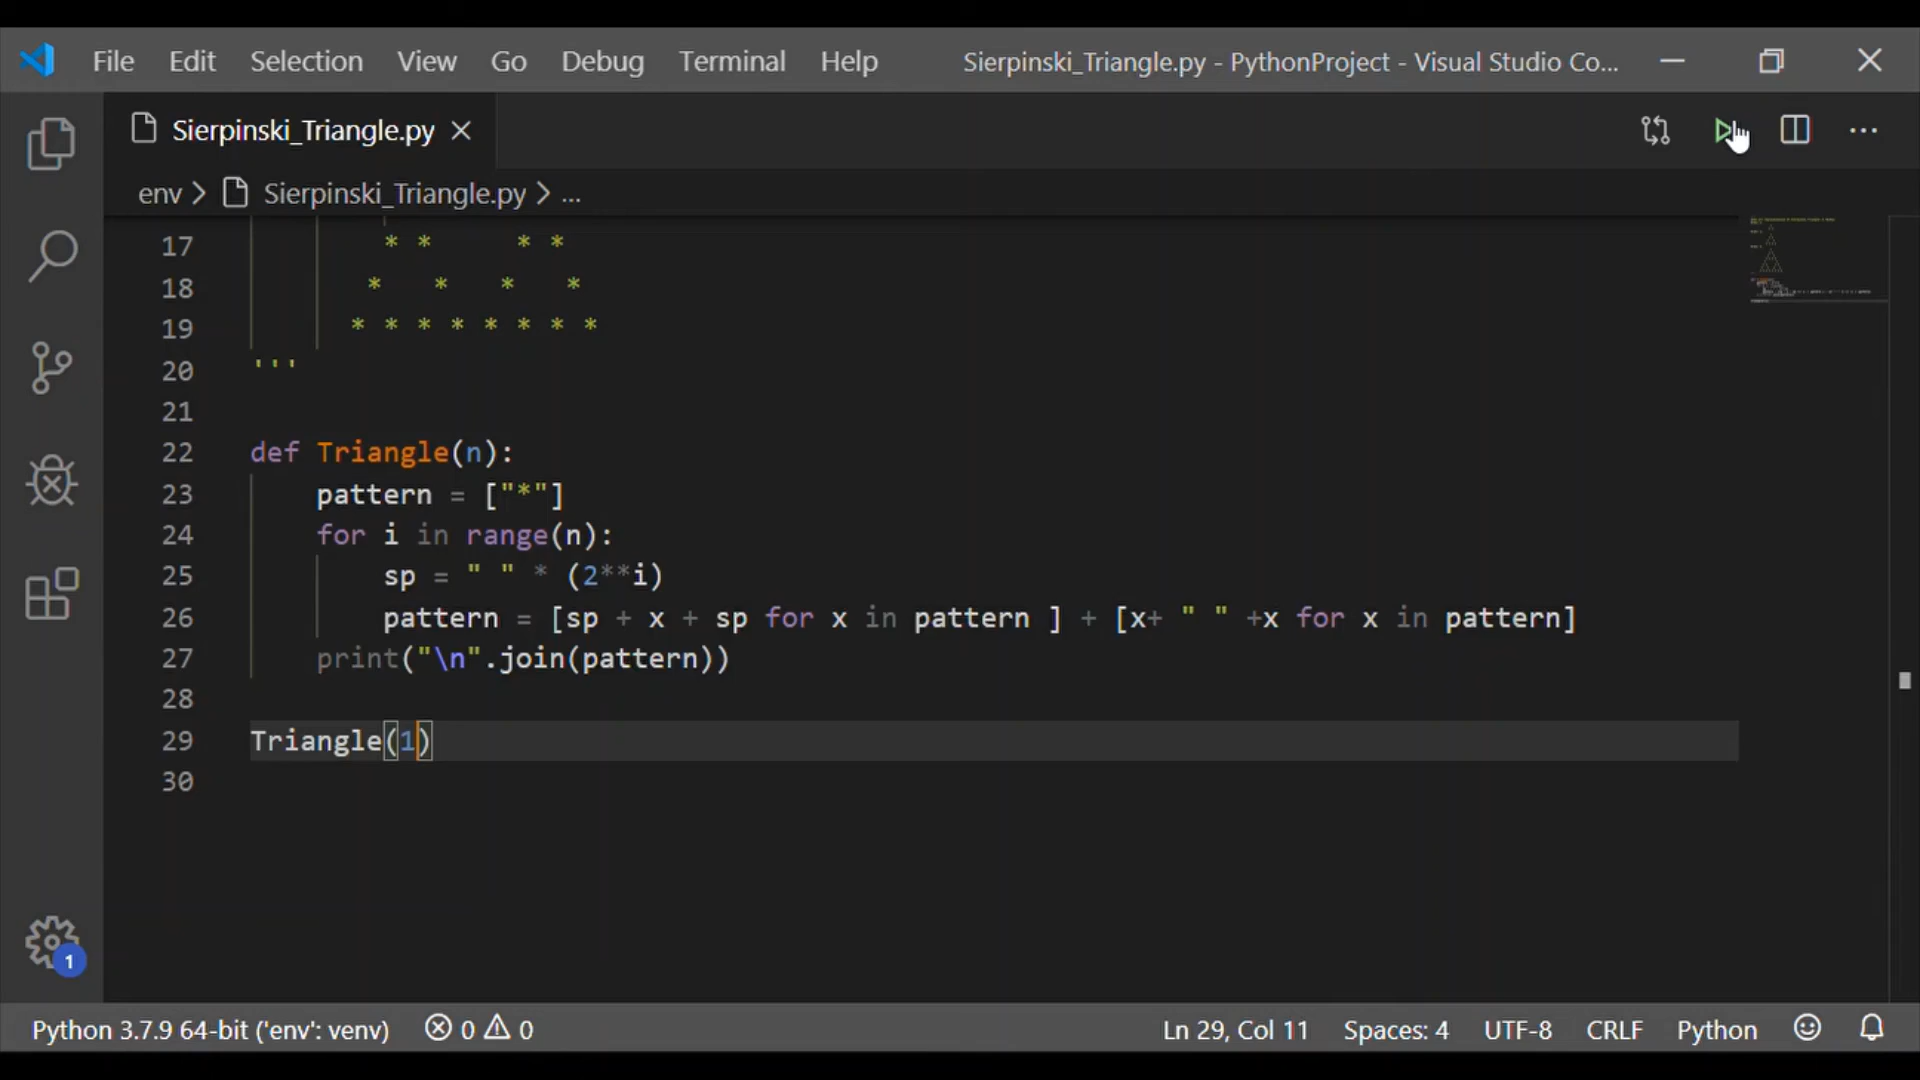 File Edit Selection View Go Debug Terminal Help Sierpinski_Triangle.py - PythonProject - Visual Studio Co...
Sierpinski_Triangle.py
env > Sierpinski_Triangle.py > ...
17 * * * *
18 * * * *
19 * * * * * * * *
20 '''
21
22 def Triangle(n):
23 pattern = ["*"]
24 for i in range(n):
25 sp = " " * (2**i)
26 pattern = [sp + x + sp for x in pattern ] + [x+ " " +x for x in pattern]
27 print("\n".join(pattern))
28
29 Triangle(1)
30
1
Python 3.7.9 64-bit ('env': venv) 0 0 Ln 29, Col 11 Spaces: 4 UTF-8 CRLF Python